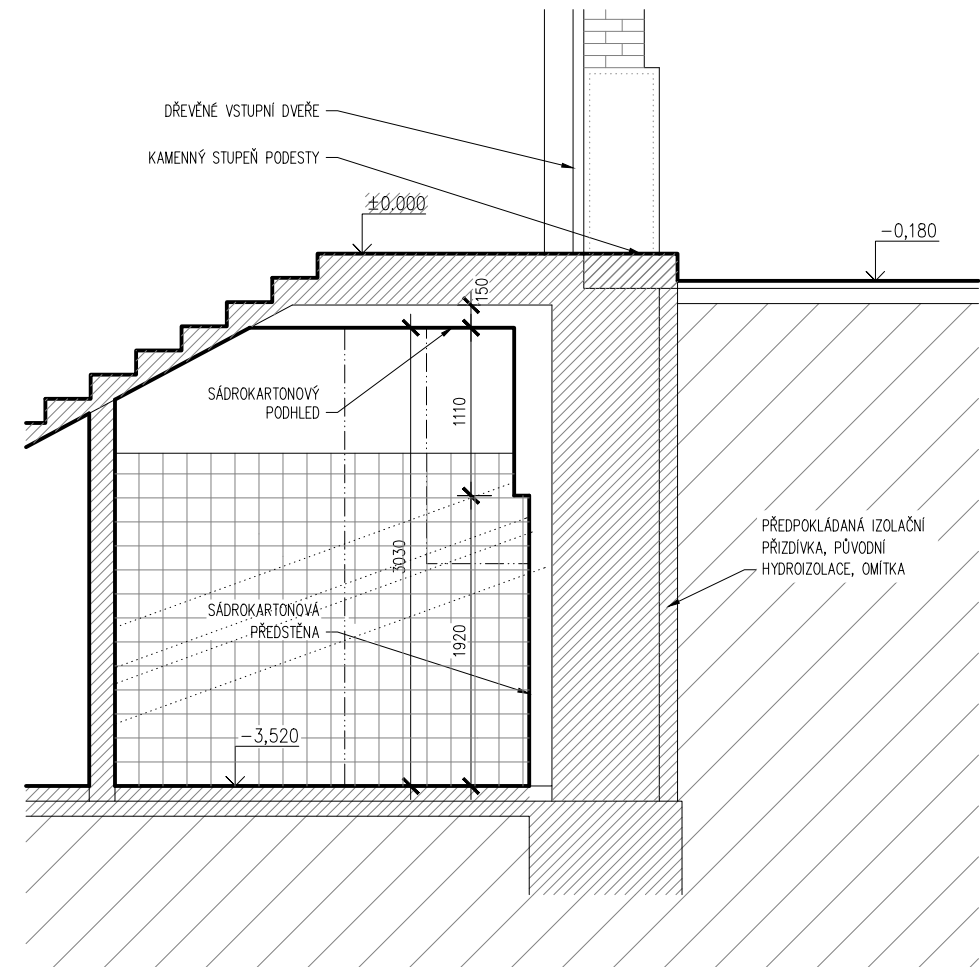 DŘEVĚNÉ VSTUPNÍ DVEŘE
KAMENNÝ STUPEŇ PODESTY
±0,000
-0,180
150
SÁDROKARTONOVÝ
PODHLED
1110
PŘEDPOKLÁDANÁ IZOLAČNÍ
PŘIZDÍVKA, PŮVODNÍ
HYDROIZOLACE, OMÍTKA
3030
SÁDROKARTONOVÁ
PŘEDSTĚNA
1920
-3,520